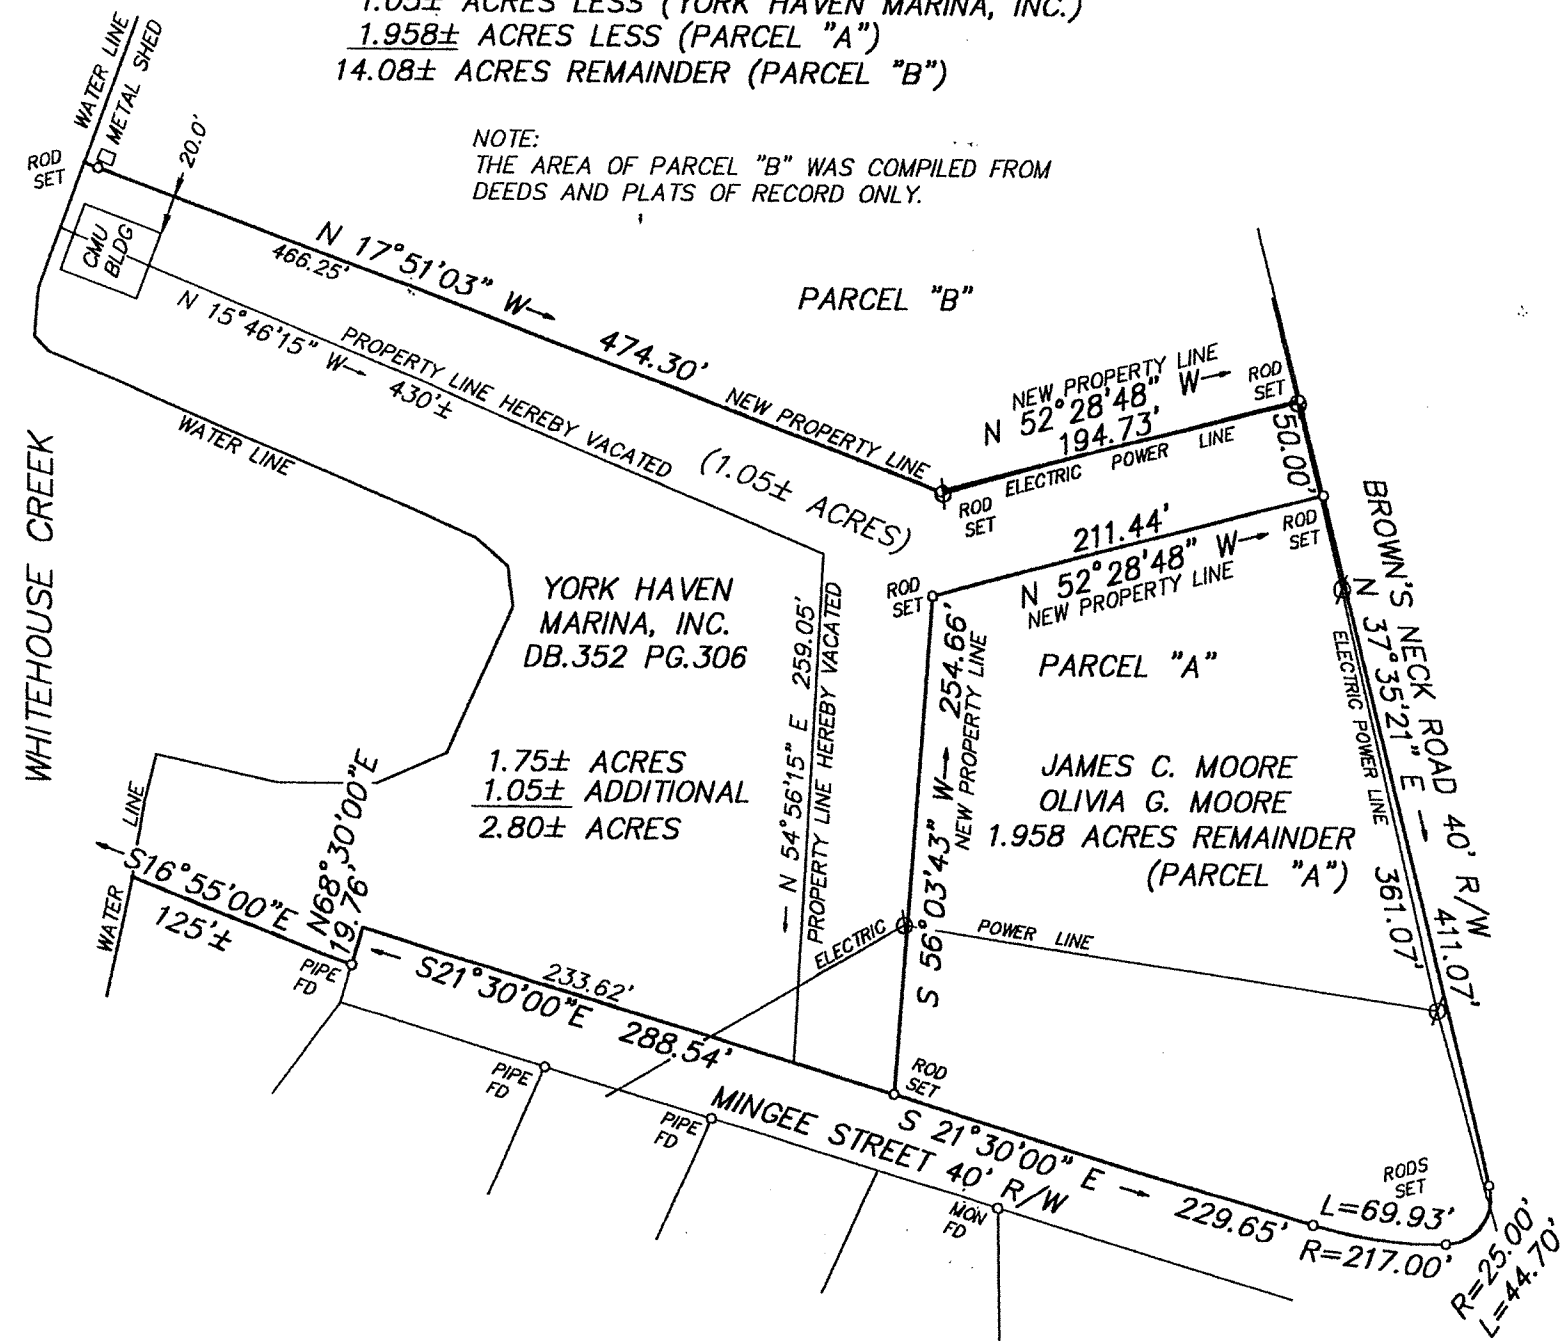 1.05± ACRES LESS (YORK HAVEN MARINA, INC.)
1.958± ACRES LESS (PARCEL "A")
14.08± ACRES REMAINDER (PARCEL "B")
NOTE:
THE AREA OF PARCEL "B" WAS COMPILED FROM
DEEDS AND PLATS OF RECORD ONLY.
WATER LINE
METAL SHED
ROD
SET
20.0'
CMU
BLDG
N 17°51'03" W
466.25'
474.30'
NEW PROPERTY LINE
N 15°46'15" W
430'±
PROPERTY LINE HEREBY VACATED
PARCEL "B"
NEW PROPERTY LINE
N 52°28'48" W
194.73'
ROD
SET
ELECTRIC POWER LINE
50.00'
WATER LINE
(1.05± ACRES)
ROD
SET
211.44'
N 52°28'48" W
NEW PROPERTY LINE
ROD
SET
ROD
SET
WHITEHOUSE CREEK
YORK HAVEN
MARINA, INC.
DB.352 PG.306
N 54°56'15" E 259.05'
PROPERTY LINE HEREBY VACATED
S 56°03'43" W 254.66'
NEW PROPERTY LINE
PARCEL "A"
BROWN'S NECK ROAD 40' R/W
N 37°35'21" E 411.07'
ELECTRIC POWER LINE 361.07'
1.75± ACRES
1.05± ADDITIONAL
2.80± ACRES
JAMES C. MOORE
OLIVIA G. MOORE
1.958 ACRES REMAINDER
(PARCEL "A")
WATER LINE
S16°55'00"E
125'±
N68°30'00"E
19.76'
PIPE
FD
233.62'
S21°30'00"E 288.54'
ELECTRIC POWER LINE
ROD
SET
PIPE
FD
PIPE
FD
MINGEE STREET 40' R/W
S 21°30'00" E
229.65'
MON
FD
RODS
SET
L=69.93'
R=217.00'
R=25.00'
L=44.70'